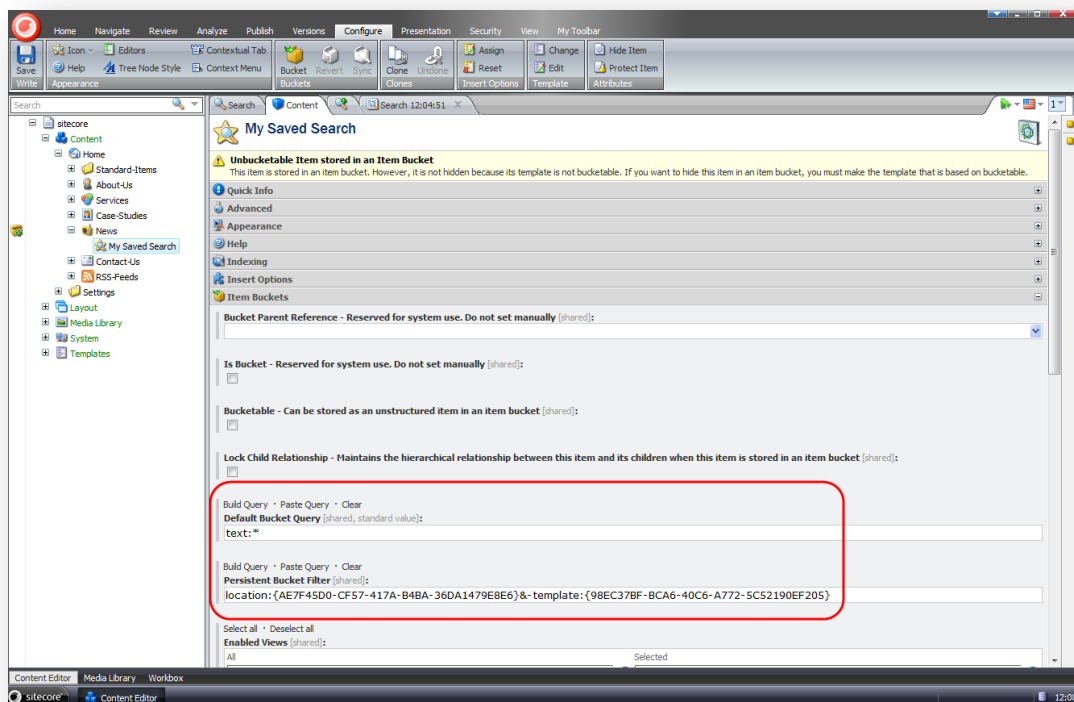 Home Navigate Review Analyze Publish Versions Configure Presentation Security View My Toolbar
Save
Write
Icon Editors
Help Tree Node Style
Appearance
Contextual Tab
Context Menu
Bucket Revert Sync
Buckets
Clone Unclone
Clones
Assign
Reset
Insert Options
Change
Edit
Template
Hide Item
Protect Item
Attributes
Search
sitecore
Content
Home
Standard-Items
About-Us
Services
Case-Studies
News
My Saved Search
Contact-Us
RSS-Feeds
Settings
Layout
Media Library
System
Templates
Search Content Search 12:04:51
1
My Saved Search
Unbucketable Item stored in an Item Bucket
This item is stored in an item bucket. However, it is not hidden because its template is not bucketable. If you want to hide this item in an item bucket, you must make the template that is based on bucketable.
Quick Info
Advanced
Appearance
Help
Indexing
Insert Options
Item Buckets
Bucket Parent Reference - Reserved for system use. Do not set manually [shared]:
Is Bucket - Reserved for system use. Do not set manually [shared]:
Bucketable - Can be stored as an unstructured item in an item bucket [shared]:
Lock Child Relationship - Maintains the hierarchical relationship between this item and its children when this item is stored in an item bucket [shared]:
Build Query · Paste Query · Clear
Default Bucket Query [shared, standard value]:
text:*
Build Query · Paste Query · Clear
Persistent Bucket Filter [shared]:
location:{AE7F45D0-CF57-417A-B4BA-36DA1479E8E6}&-template:{98EC37BF-BCA6-40C6-A772-5C52190EF205}
Select all · Deselect all
Enabled Views [shared]:
All Selected
Content Editor Media Library Workbox
sitecore Content Editor